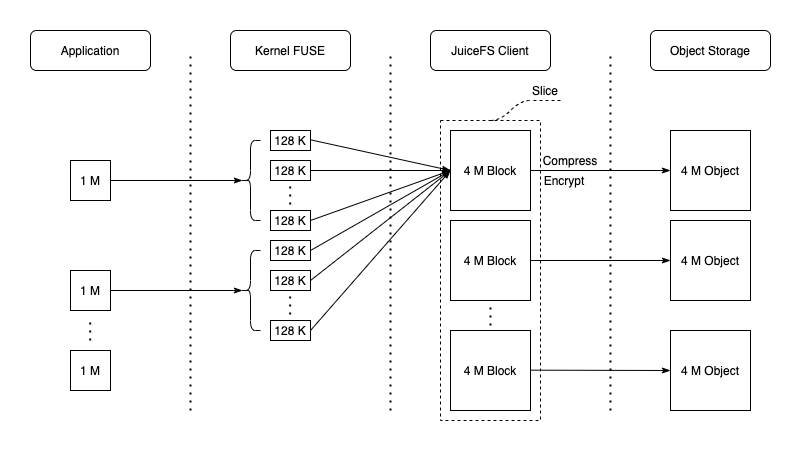 Application
Kernel FUSE
JuiceFS Client
Object Storage
Slice
128 K
128 K
128 K
128 K
128 K
128 K
1 M
1 M
1 M
4 M Block
4 M Block
4 M Block
Compress
Encrypt
4 M Object
4 M Object
4 M Object